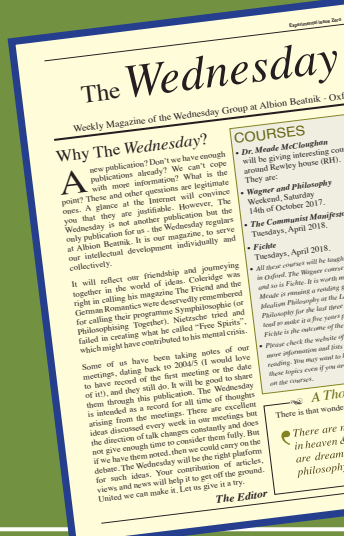 Experimental Issue Zero
The Wednesday
Weekly Magazine of the Wednesday Group at Albion Beatnik - Oxf
Why The Wednesday?
A new publication? Don't we have enough
publications already? We can't cope
with more information? What is the
point? These and other questions are legitimate
ones. A glance at the Internet will convince
you that they are justifiable. However, The
Wednesday is not another publication but the
only publication for us - the Wednesday regulars
at Albion Beatnik. It is our magazine, to serve
our intellectual development individually and
collectively.
It will reflect our friendship and journeying
together in the world of ideas. Coleridge was
right in calling his magazine The Friend and the
German Romantics were deservedly remembered
for calling their programme Symphilosophie (or
Philosophising Together). Nietzsche tried and
failed in creating what he called "Free Spirits",
which might have contributed to his mental crisis.
Some of us have been taking notes of our
meetings, dating back to 2004/5 (I would love
to have record of the first meeting or the date
of it!), and they still do. It will be good to share
them through this publication. The Wednesday
is intended as a record for all time of thoughts
arising from the meetings. There are excellent
ideas discussed every week in our meetings but
the direction of talk changes constantly and does
not give enough time to consider them fully. But
if we have them noted, then we could carry on the
debate. The Wednesday will be the right platform
for such ideas. Your contribution of articles,
views and news will help it to get off the ground.
United we can make it. Let us give it a try.
The Editor
COURSES
• Dr. Meade McCloughan
will be giving interesting cou
around Rewley house (RH).
They are:
• Wagner and Philosophy
Weekend, Saturday
14th of October 2017.
• The Communist Manifesto
Tuesdays, April 2018.
• Fichte
Tuesdays, April 2018.
• All these courses will be taught
in Oxford. The Wagner course
and so is Fichte. It is worth m
Meade is running a reading g
Idealism Philosophy at the L
Philosophy for the last three
tend to make it a five years p
Fichte is the outcome of the
• Please check the website of
more information and lists
reading. You may want to
these topics even if you are
on the course.
A Tho
There is that wonde
There are m
in heaven &
are dream
philosophy